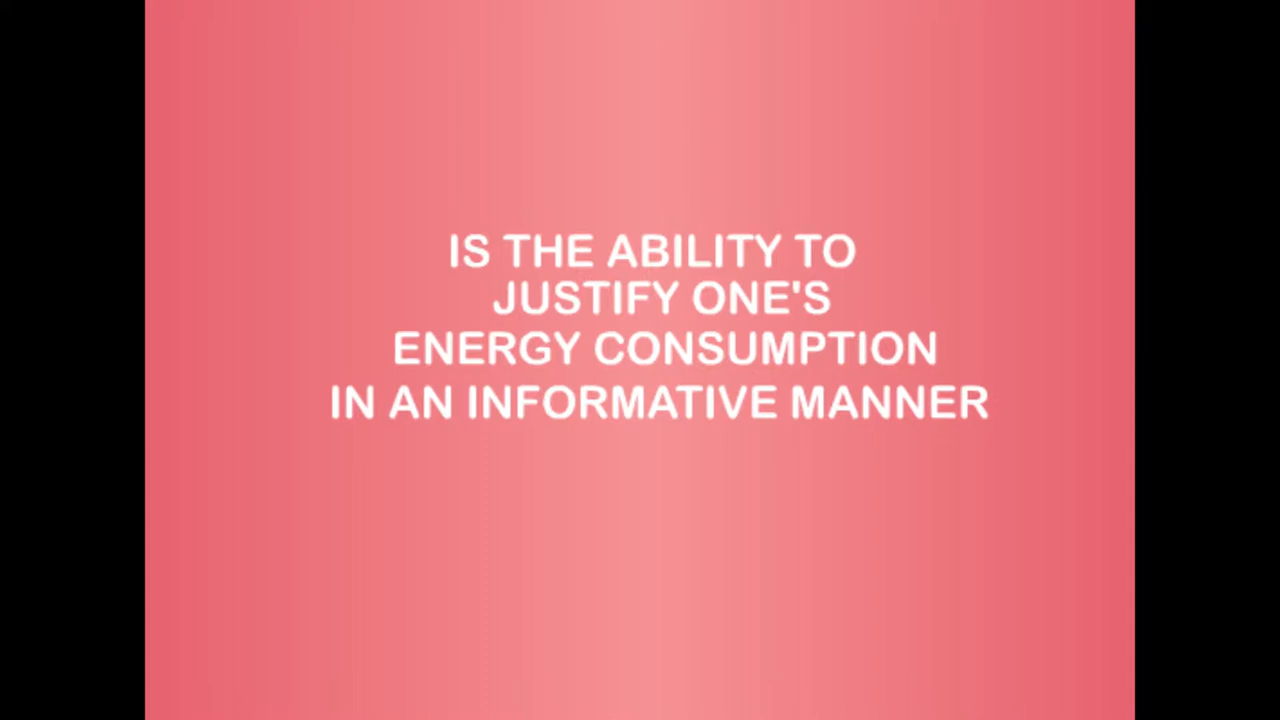 IS THE ABILITY TO
JUSTIFY ONE'S
ENERGY CONSUMPTION
IN AN INFORMATIVE MANNER